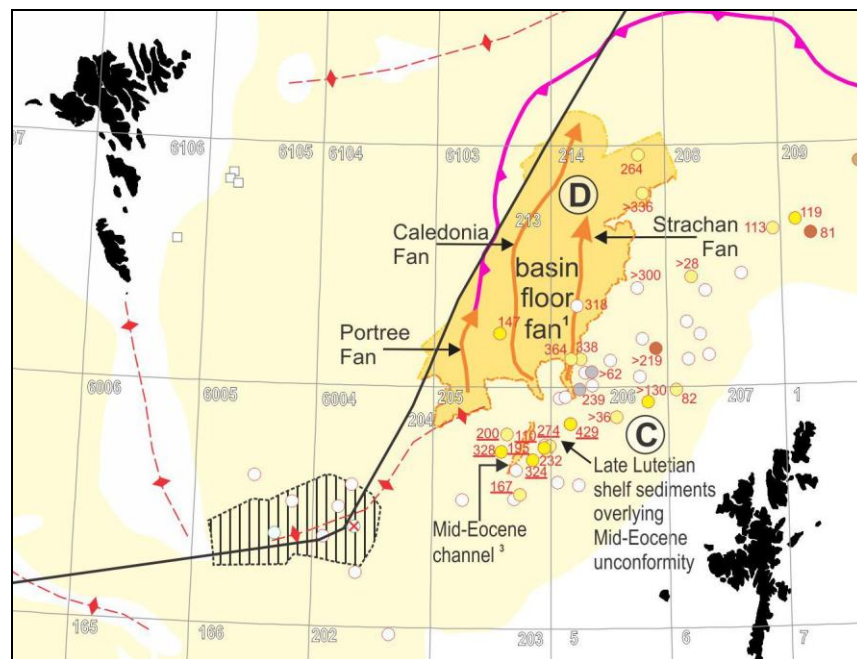 07
6106
6105
6104
6103
214
208
209
264
>336
D
213
119
113
81
Caledonia
Fan
Strachan
Fan
basin
floor
fan¹
>28
>300
318
147
Portree
Fan
364
338
>219
>62
6006
6005
6004
205
204
239
206
>130
82
207
1
>36
C
200
110
274
429
328
195
232
324
167
Late Lutetian
shelf sediments
overlying
Mid-Eocene
unconformity
Mid-Eocene
channel ³
165
166
202
203
5
6
7